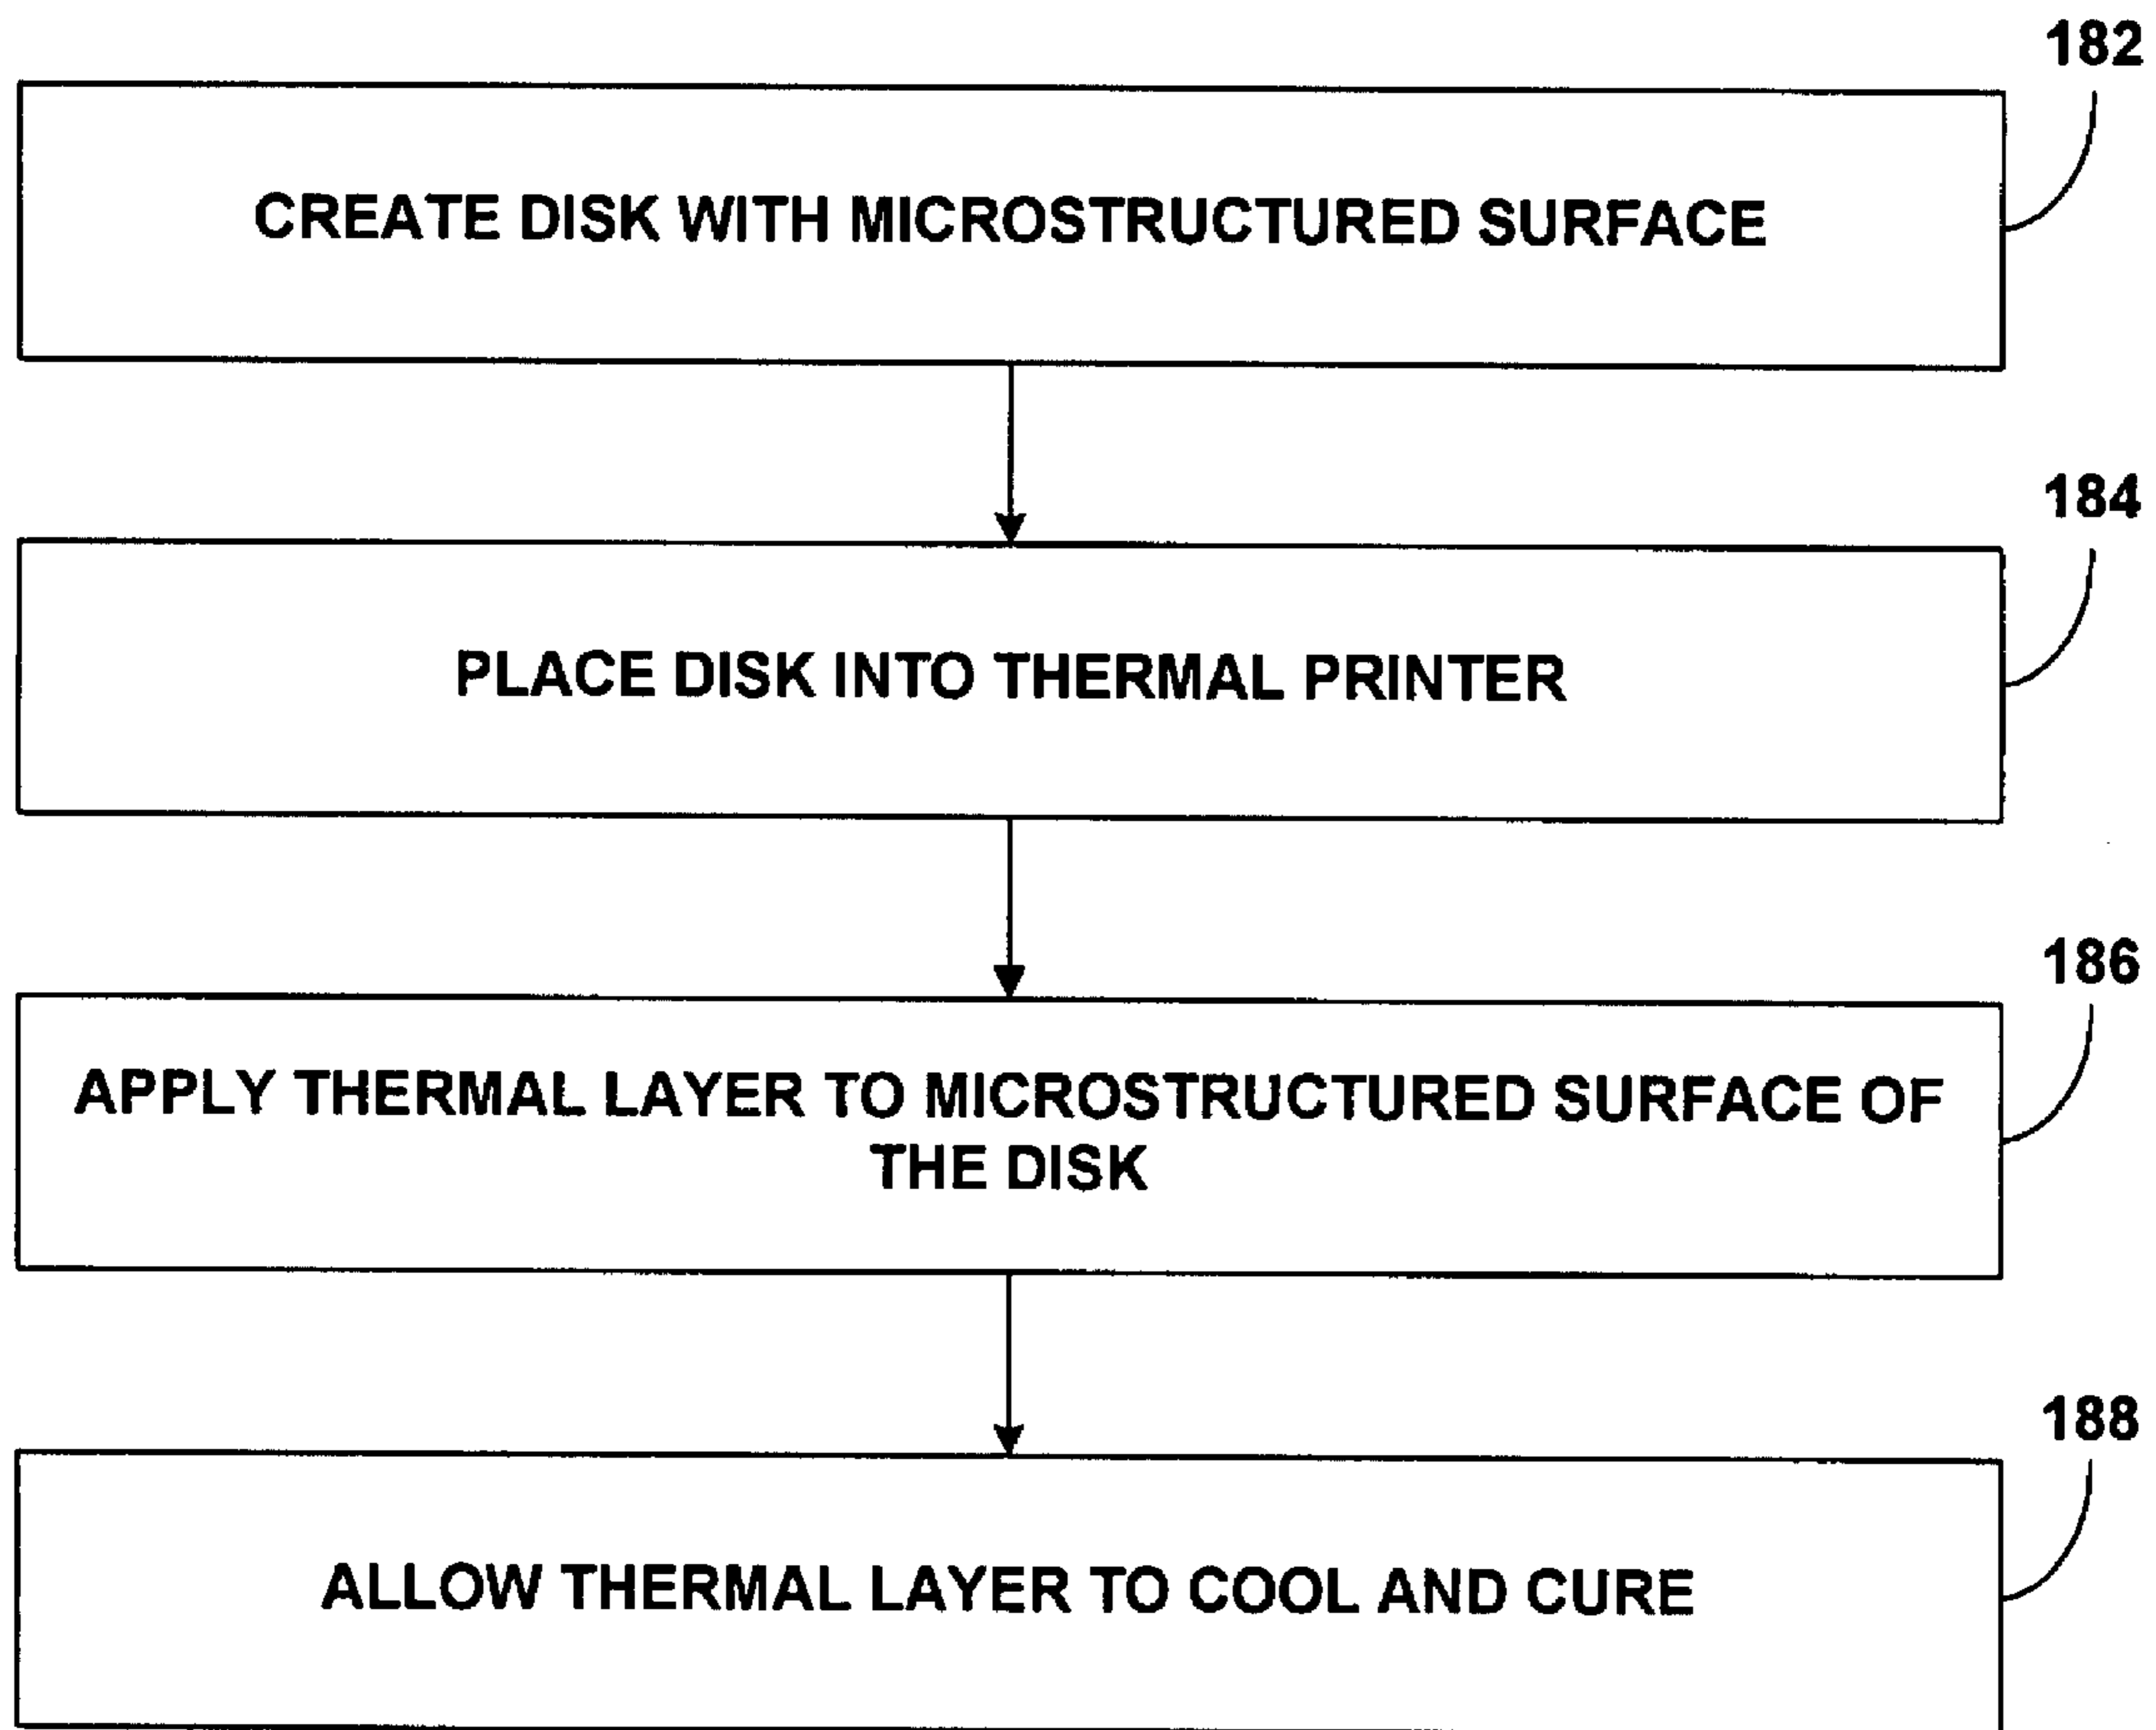 182
CREATE DISK WITH MICROSTRUCTURED SURFACE
184
PLACE DISK INTO THERMAL PRINTER
186
APPLY THERMAL LAYER TO MICROSTRUCTURED SURFACE OF
THE DISK
188
ALLOW THERMAL LAYER TO COOL AND CURE